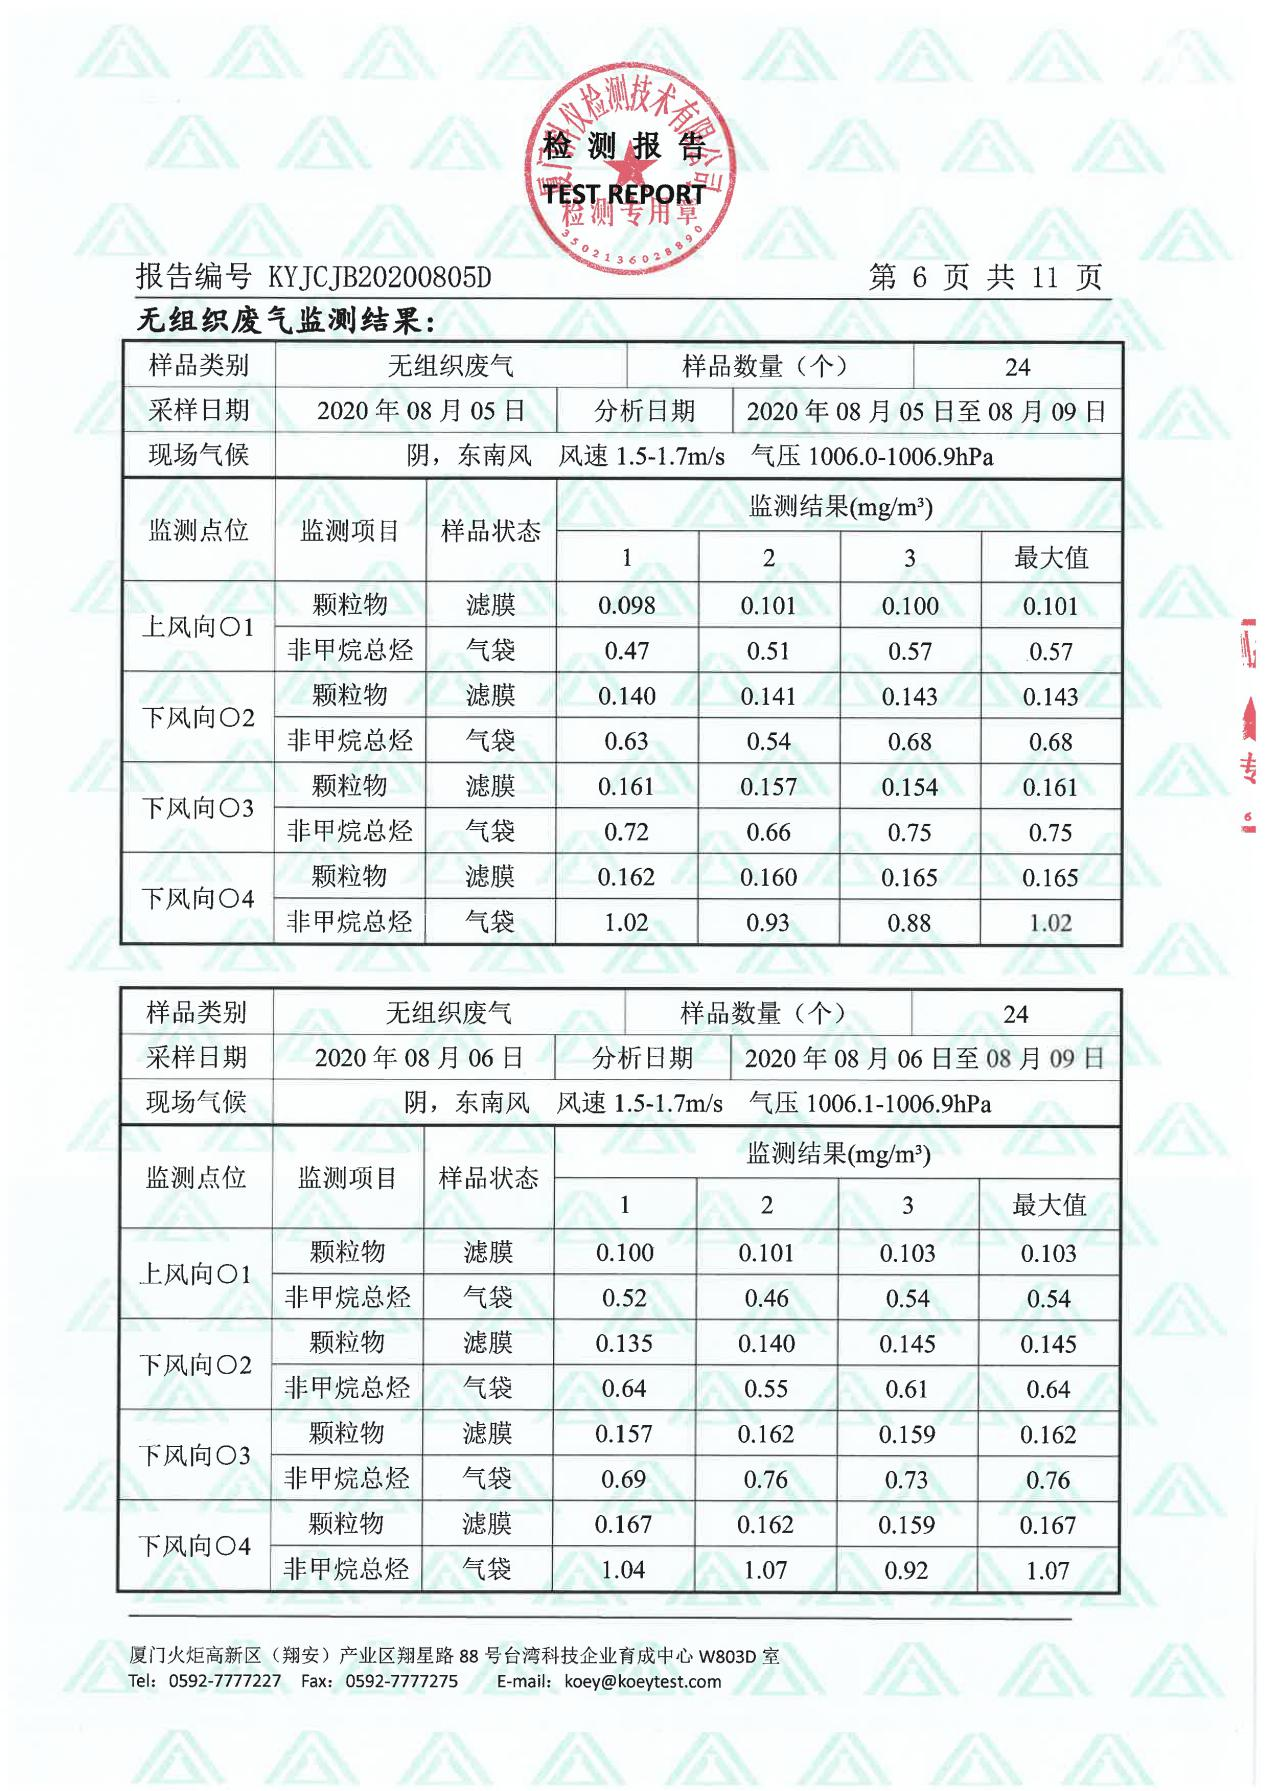 厦门科仪检测技术有限公司
检测报告
TEST REPORT
检测专用章
3502136028890
报告编号 KYJCJB20200805D 第 6 页 共 11 页
无组织废气监测结果：
样品类别 无组织废气 样品数量（个） 24
采样日期 2020 年 08 月 05 日 分析日期 2020 年 08 月 05 日至 08 月 09 日
现场气候 阴，东南风 风速 1.5-1.7m/s 气压 1006.0-1006.9hPa
监测点位 监测项目 样品状态 监测结果(mg/m³)
1 2 3 最大值
上风向○1 颗粒物 滤膜 0.098 0.101 0.100 0.101
非甲烷总烃 气袋 0.47 0.51 0.57 0.57
下风向○2 颗粒物 滤膜 0.140 0.141 0.143 0.143
非甲烷总烃 气袋 0.63 0.54 0.68 0.68
下风向○3 颗粒物 滤膜 0.161 0.157 0.154 0.161
非甲烷总烃 气袋 0.72 0.66 0.75 0.75
下风向○4 颗粒物 滤膜 0.162 0.160 0.165 0.165
非甲烷总烃 气袋 1.02 0.93 0.88 1.02
专
6
样品类别 无组织废气 样品数量（个） 24
采样日期 2020 年 08 月 06 日 分析日期 2020 年 08 月 06 日至 08 月 09 日
现场气候 阴，东南风 风速 1.5-1.7m/s 气压 1006.1-1006.9hPa
监测点位 监测项目 样品状态 监测结果(mg/m³)
1 2 3 最大值
上风向○1 颗粒物 滤膜 0.100 0.101 0.103 0.103
非甲烷总烃 气袋 0.52 0.46 0.54 0.54
下风向○2 颗粒物 滤膜 0.135 0.140 0.145 0.145
非甲烷总烃 气袋 0.64 0.55 0.61 0.64
下风向○3 颗粒物 滤膜 0.157 0.162 0.159 0.162
非甲烷总烃 气袋 0.69 0.76 0.73 0.76
下风向○4 颗粒物 滤膜 0.167 0.162 0.159 0.167
非甲烷总烃 气袋 1.04 1.07 0.92 1.07
厦门火炬高新区（翔安）产业区翔星路 88 号台湾科技企业育成中心 W803D 室
Tel：0592-7777227 Fax：0592-7777275 E-mail：koey@koeytest.com